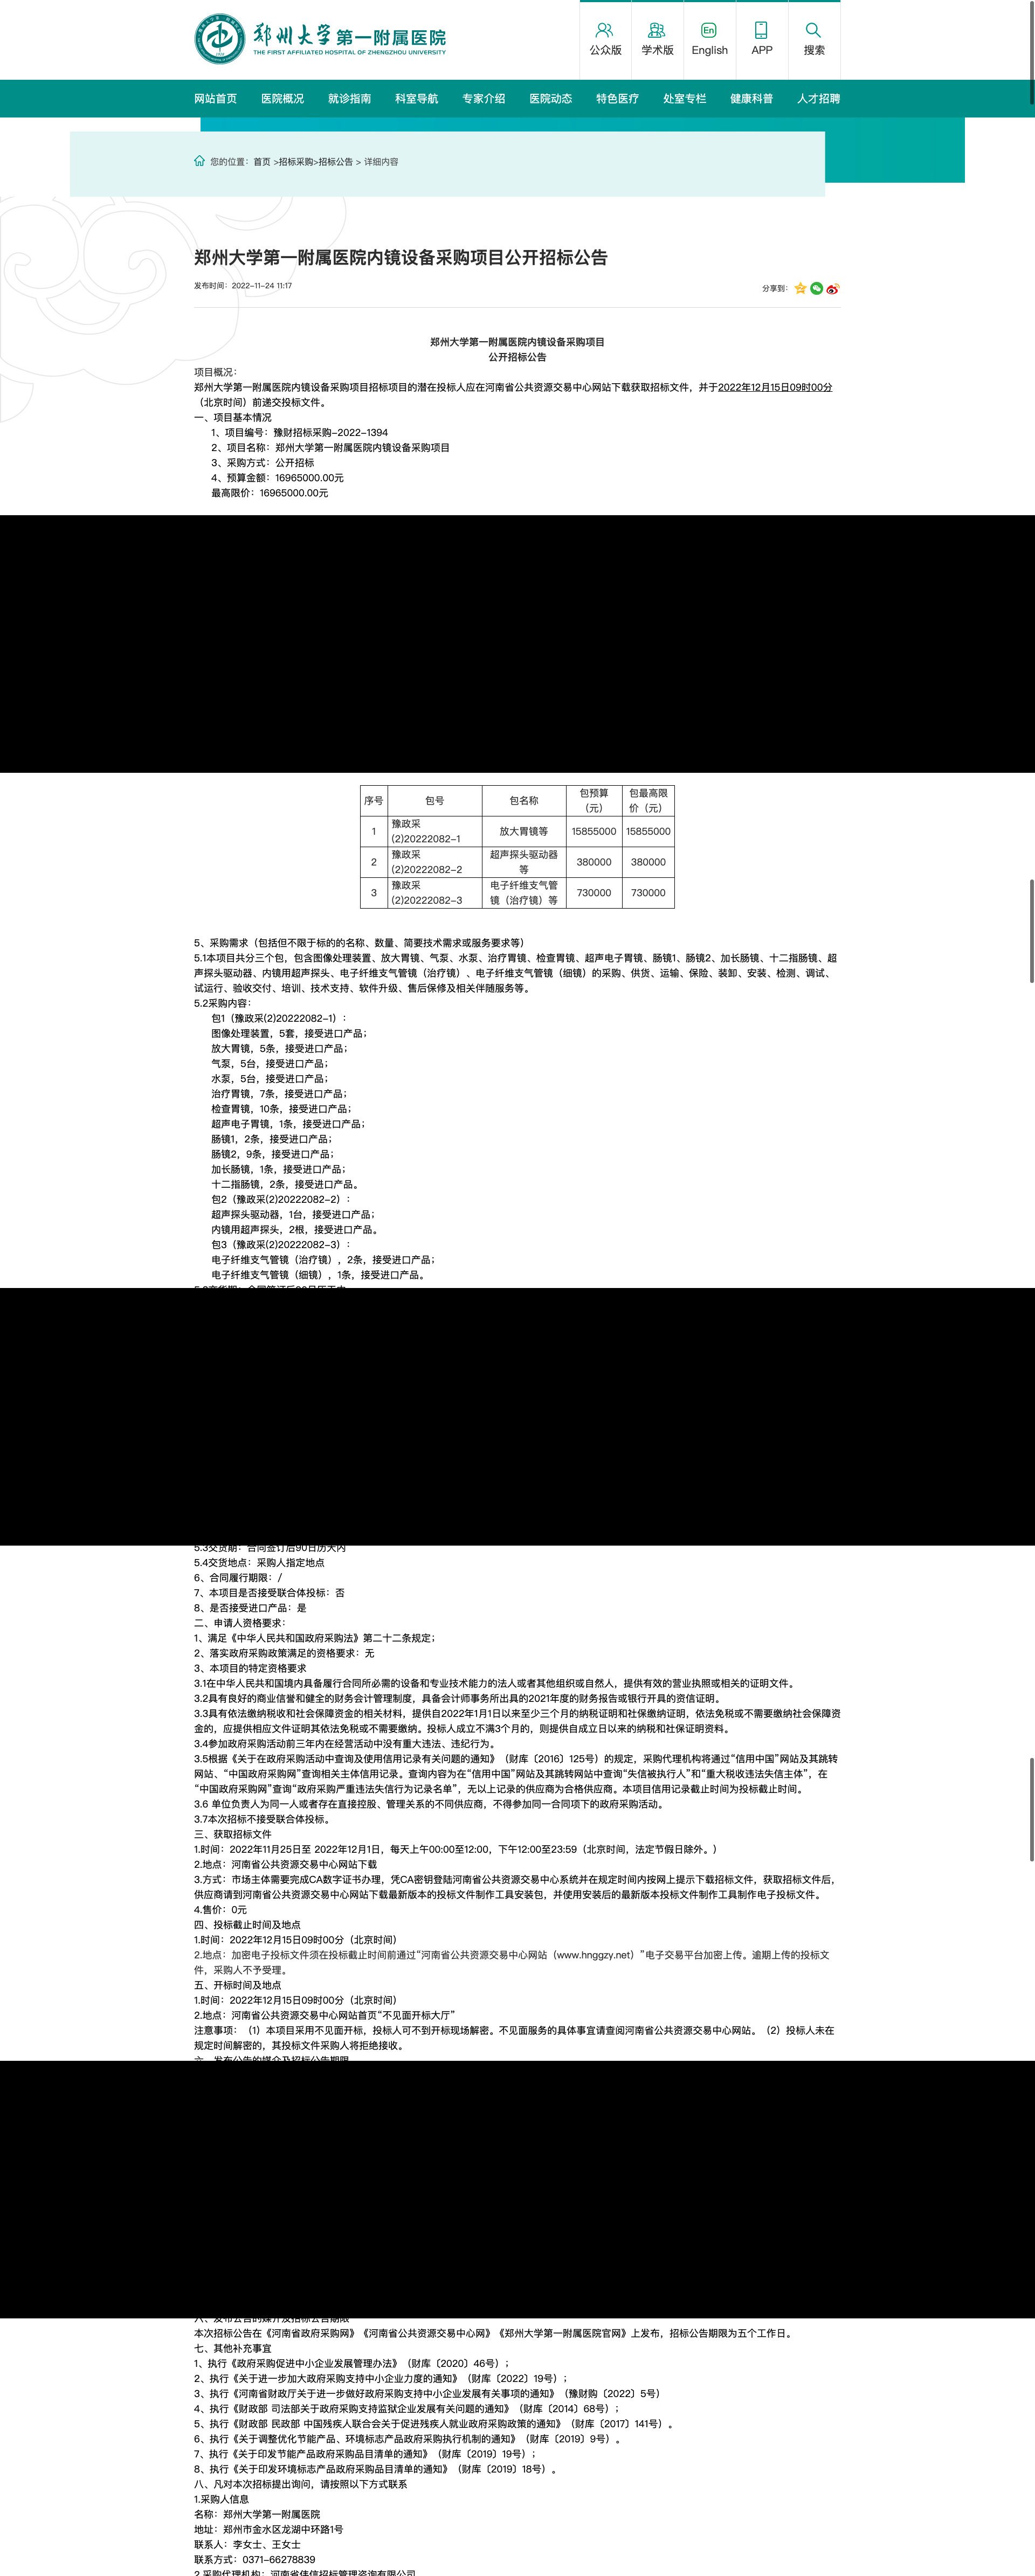 郑州大学第一附属医院
THE FIRST AFFILIATED HOSPITAL OF ZHENGZHOU UNIVERSITY
公众版
学术版
En
English
APP
搜索
网站首页 医院概况 就诊指南 科室导航 专家介绍 医院动态 特色医疗 处室专栏 健康科普 人才招聘
您的位置：首页 >招标采购>招标公告 > 详细内容
郑州大学第一附属医院内镜设备采购项目公开招标公告
发布时间：2022-11-24 11:17
分享到：
郑州大学第一附属医院内镜设备采购项目
公开招标公告
项目概况：
郑州大学第一附属医院内镜设备采购项目招标项目的潜在投标人应在河南省公共资源交易中心网站下载获取招标文件，并于2022年12月15日09时00分
（北京时间）前递交投标文件。
一、项目基本情况
1、项目编号：豫财招标采购-2022-1394
2、项目名称：郑州大学第一附属医院内镜设备采购项目
3、采购方式：公开招标
4、预算金额：16965000.00元
最高限价：16965000.00元
序号 包号 包名称 包预算（元） 包最高限价（元）
1 豫政采(2)20222082-1 放大胃镜等 15855000 15855000
2 豫政采(2)20222082-2 超声探头驱动器等 380000 380000
3 豫政采(2)20222082-3 电子纤维支气管镜（治疗镜）等 730000 730000
5、采购需求（包括但不限于标的的名称、数量、简要技术需求或服务要求等）
5.1本项目共分三个包，包含图像处理装置、放大胃镜、气泵、水泵、治疗胃镜、检查胃镜、超声电子胃镜、肠镜1、肠镜2、加长肠镜、十二指肠镜、超
声探头驱动器、内镜用超声探头、电子纤维支气管镜（治疗镜）、电子纤维支气管镜（细镜）的采购、供货、运输、保险、装卸、安装、检测、调试、
试运行、验收交付、培训、技术支持、软件升级、售后保修及相关伴随服务等。
5.2采购内容：
包1（豫政采(2)20222082-1）：
图像处理装置，5套，接受进口产品；
放大胃镜，5条，接受进口产品；
气泵，5台，接受进口产品；
水泵，5台，接受进口产品；
治疗胃镜，7条，接受进口产品；
检查胃镜，10条，接受进口产品；
超声电子胃镜，1条，接受进口产品；
肠镜1，2条，接受进口产品；
肠镜2，9条，接受进口产品；
加长肠镜，1条，接受进口产品；
十二指肠镜，2条，接受进口产品。
包2（豫政采(2)20222082-2）：
超声探头驱动器，1台，接受进口产品；
内镜用超声探头，2根，接受进口产品。
包3（豫政采(2)20222082-3）：
电子纤维支气管镜（治疗镜），2条，接受进口产品；
电子纤维支气管镜（细镜），1条，接受进口产品。
5.3交货期：合同签订后90日历天内
5.4交货地点：采购人指定地点
6、合同履行期限：/
7、本项目是否接受联合体投标：否
8、是否接受进口产品：是
二、申请人资格要求：
1、满足《中华人民共和国政府采购法》第二十二条规定；
2、落实政府采购政策满足的资格要求：无
3、本项目的特定资格要求
3.1在中华人民共和国境内具备履行合同所必需的设备和专业技术能力的法人或者其他组织或自然人，提供有效的营业执照或相关的证明文件。
3.2具有良好的商业信誉和健全的财务会计管理制度，具备会计师事务所出具的2021年度的财务报告或银行开具的资信证明。
3.3具有依法缴纳税收和社会保障资金的相关材料，提供自2022年1月1日以来至少三个月的纳税证明和社保缴纳证明，依法免税或不需要缴纳社会保障资
金的，应提供相应文件证明其依法免税或不需要缴纳。投标人成立不满3个月的，则提供自成立日以来的纳税和社保证明资料。
3.4参加政府采购活动前三年内在经营活动中没有重大违法、违纪行为。
3.5根据《关于在政府采购活动中查询及使用信用记录有关问题的通知》（财库〔2016〕125号）的规定，采购代理机构将通过“信用中国”网站及其跳转
网站、“中国政府采购网”查询相关主体信用记录。查询内容为在“信用中国”网站及其跳转网站中查询“失信被执行人”和“重大税收违法失信主体”，在
“中国政府采购网”查询“政府采购严重违法失信行为记录名单”，无以上记录的供应商为合格供应商。本项目信用记录截止时间为投标截止时间。
3.6 单位负责人为同一人或者存在直接控股、管理关系的不同供应商，不得参加同一合同项下的政府采购活动。
3.7本次招标不接受联合体投标。
三、获取招标文件
1.时间：2022年11月25日至 2022年12月1日，每天上午00:00至12:00，下午12:00至23:59（北京时间，法定节假日除外。）
2.地点：河南省公共资源交易中心网站下载
3.方式：市场主体需要完成CA数字证书办理，凭CA密钥登陆河南省公共资源交易中心系统并在规定时间内按网上提示下载招标文件，获取招标文件后，
供应商请到河南省公共资源交易中心网站下载最新版本的投标文件制作工具安装包，并使用安装后的最新版本投标文件制作工具制作电子投标文件。
4.售价：0元
四、投标截止时间及地点
1.时间：2022年12月15日09时00分（北京时间）
2.地点：加密电子投标文件须在投标截止时间前通过“河南省公共资源交易中心网站（www.hnggzy.net）”电子交易平台加密上传。逾期上传的投标文
件，采购人不予受理。
五、开标时间及地点
1.时间：2022年12月15日09时00分（北京时间）
2.地点：河南省公共资源交易中心网站首页“不见面开标大厅”
注意事项：（1）本项目采用不见面开标，投标人可不到开标现场解密。不见面服务的具体事宜请查阅河南省公共资源交易中心网站。（2）投标人未在
规定时间解密的，其投标文件采购人将拒绝接收。
六、发布公告的媒介及招标公告期限
本次招标公告在《河南省政府采购网》《河南省公共资源交易中心网》《郑州大学第一附属医院官网》上发布，招标公告期限为五个工作日。
七、其他补充事宜
1、执行《政府采购促进中小企业发展管理办法》（财库〔2020〕46号）；
2、执行《关于进一步加大政府采购支持中小企业力度的通知》（财库〔2022〕19号）；
3、执行《河南省财政厅关于进一步做好政府采购支持中小企业发展有关事项的通知》（豫财购〔2022〕5号）
4、执行《财政部 司法部关于政府采购支持监狱企业发展有关问题的通知》（财库〔2014〕68号）；
5、执行《财政部 民政部 中国残疾人联合会关于促进残疾人就业政府采购政策的通知》（财库〔2017〕141号）。
6、执行《关于调整优化节能产品、环境标志产品政府采购执行机制的通知》（财库〔2019〕9号）。
7、执行《关于印发节能产品政府采购品目清单的通知》（财库〔2019〕19号）；
8、执行《关于印发环境标志产品政府采购品目清单的通知》（财库〔2019〕18号）。
八、凡对本次招标提出询问，请按照以下方式联系
1.采购人信息
名称：郑州大学第一附属医院
地址：郑州市金水区龙湖中环路1号
联系人：李女士、王女士
联系方式：0371-66278839
2.采购代理机构：河南省伟信招标管理咨询有限公司